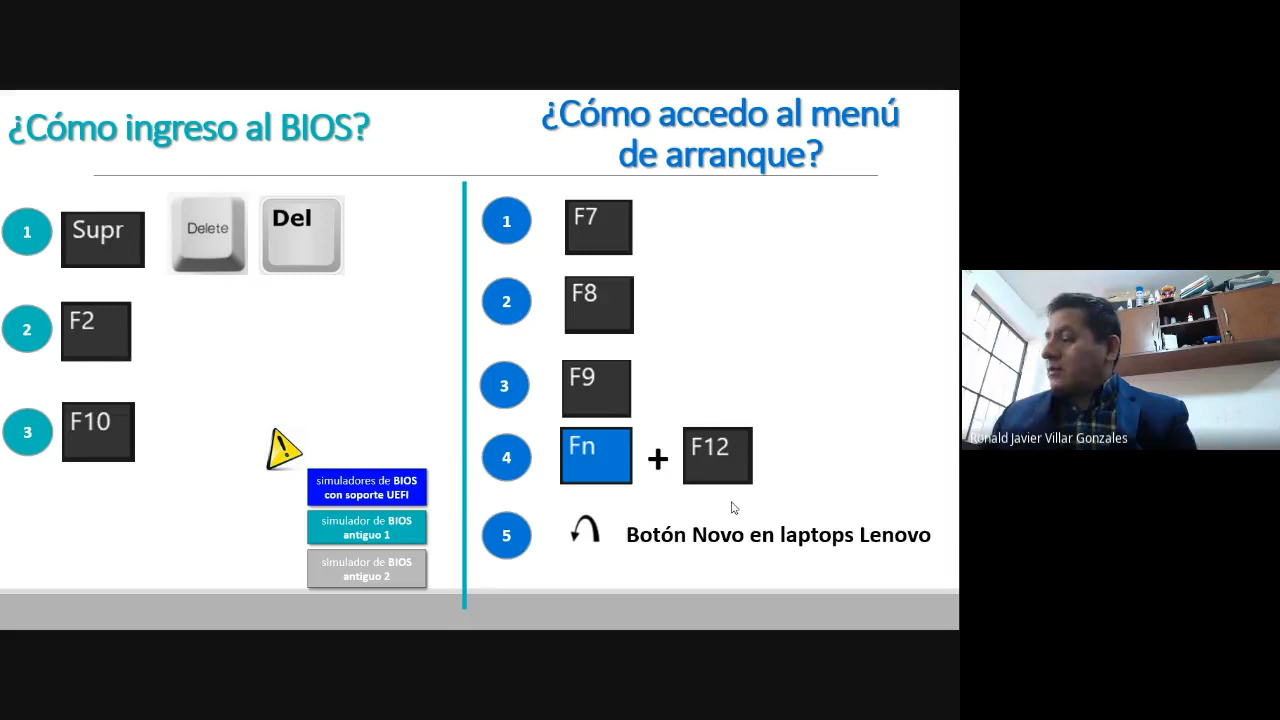 ¿Cómo ingreso al BIOS?
1
Supr
Delete
Del
2
F2
3
F10
simuladores de BIOS
con soporte UEFI
simulador de BIOS
antiguo 1
simulador de BIOS
antiguo 2
¿Cómo accedo al menú
de arranque?
1
F7
2
F8
3
F9
4
Fn + F12
5
Botón Novo en laptops Lenovo
Ronald Javier Villar Gonzales